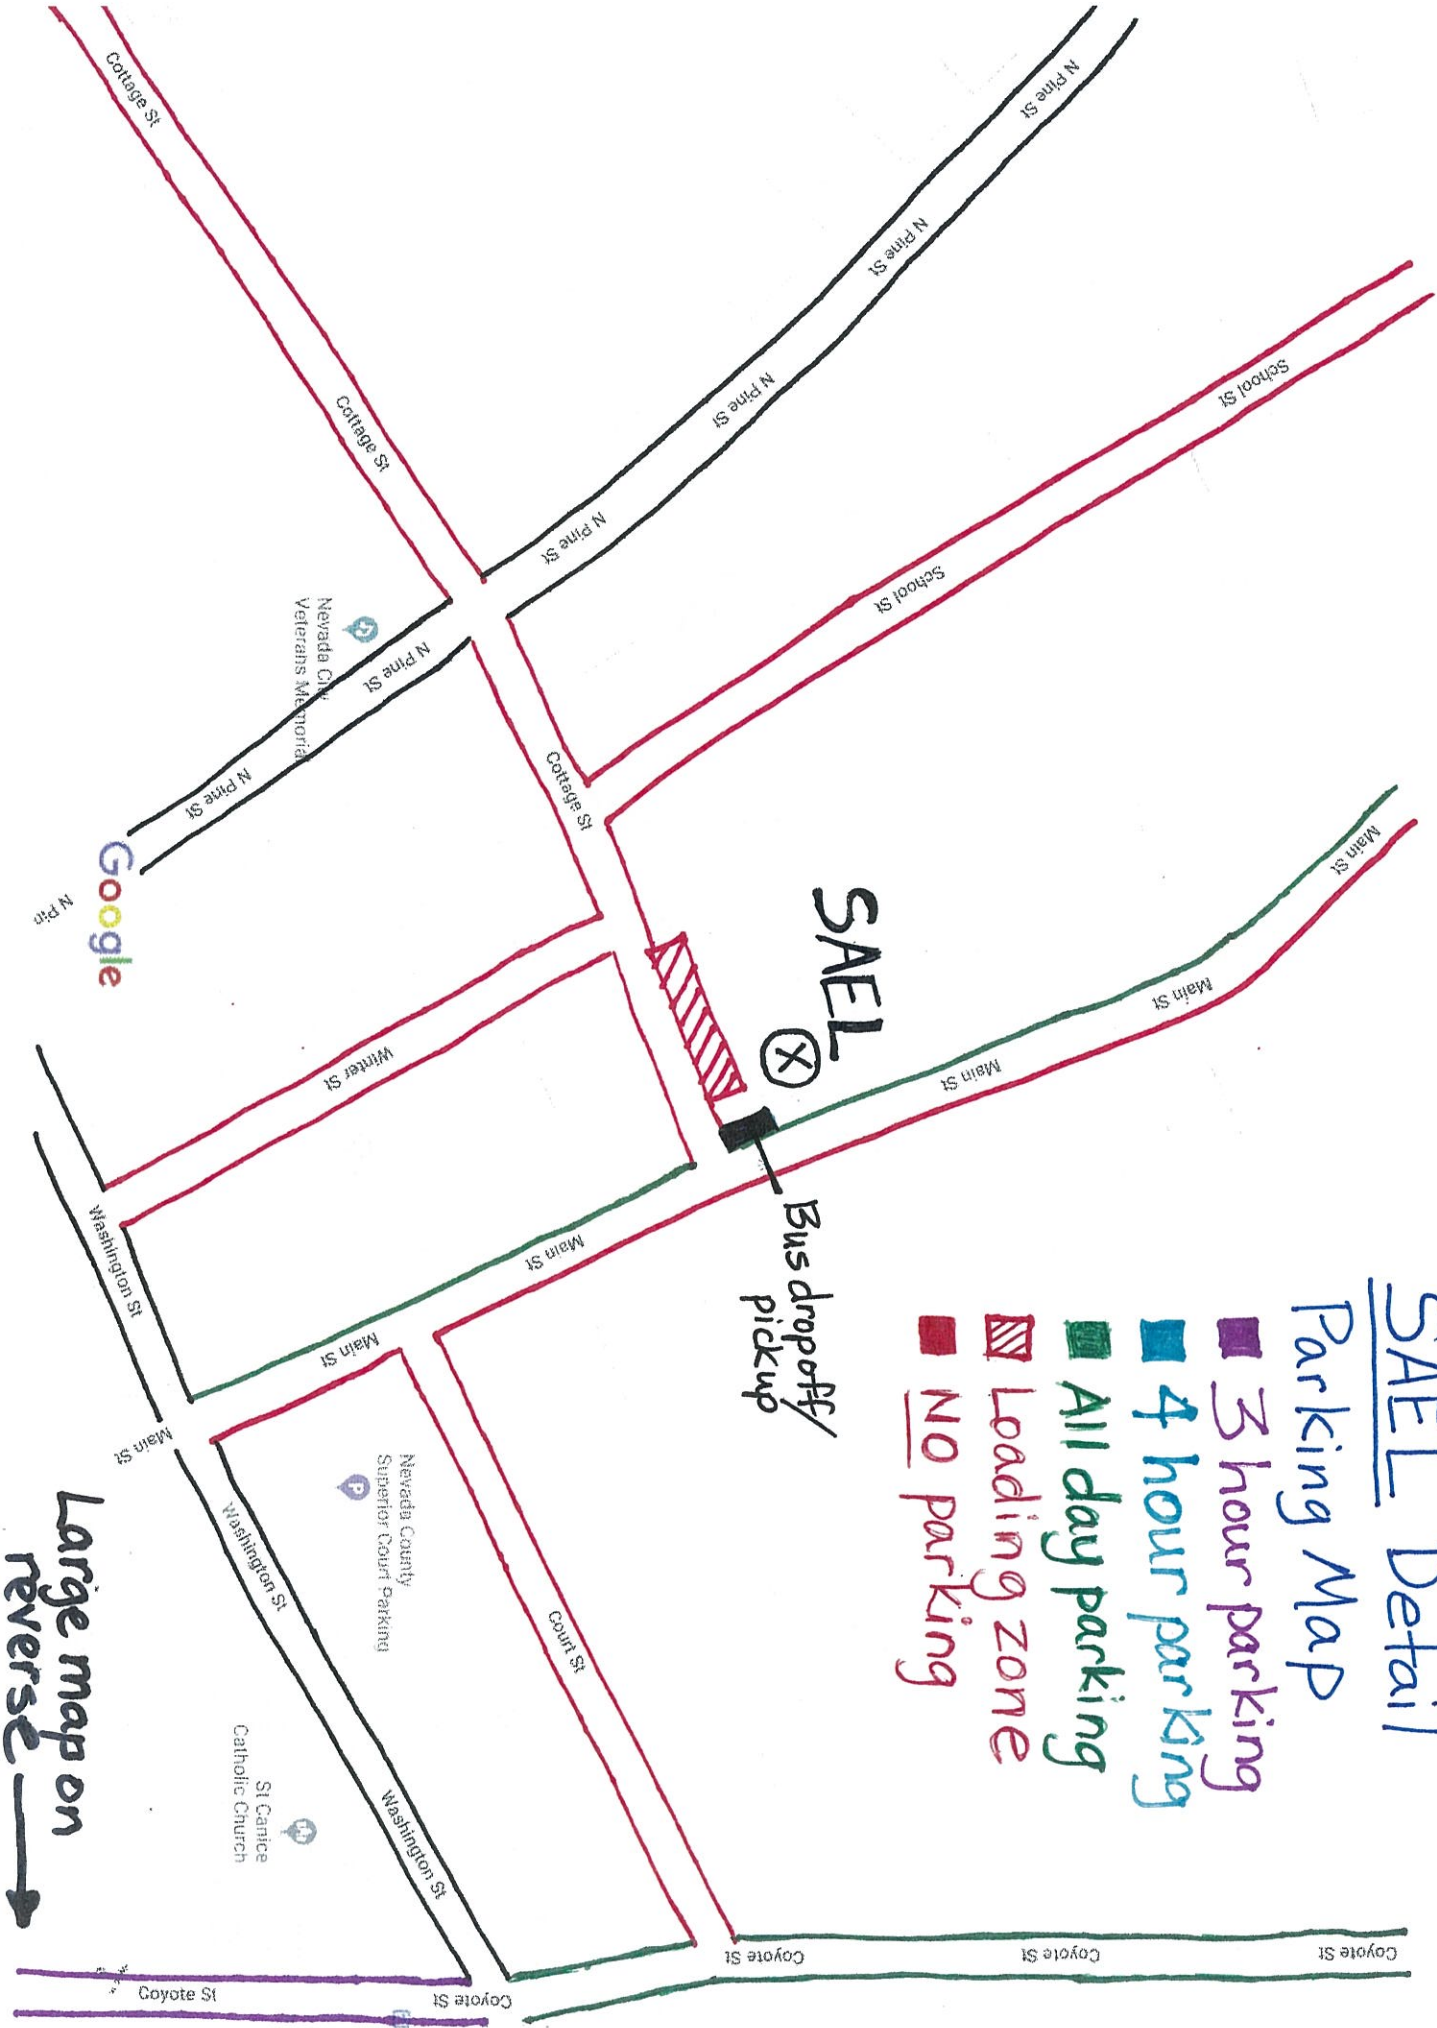 SAEL Detail
Parking Map
3 hour parking
4 hour parking
All day parking
Loading zone
NO parking
SAEL
X
Bus dropoff/
pickup
N Pine St
N Pine St
N Pine St
N Pine St
N Pine St
N Pine St
N Pin
School St
School St
Main St
Main St
Main St
Main St
Main St
Main St
Cottage St
Cottage St
Cottage St
Winter St
Court St
Washington St
Washington St
Washington St
Coyote St
Coyote St
Coyote St
Coyote St
Coyote St
Nevada City
Veterans Memorial
Nevada County
Superior Court Parking
P
St Canice
Catholic Church
Google
Large map on
reverse